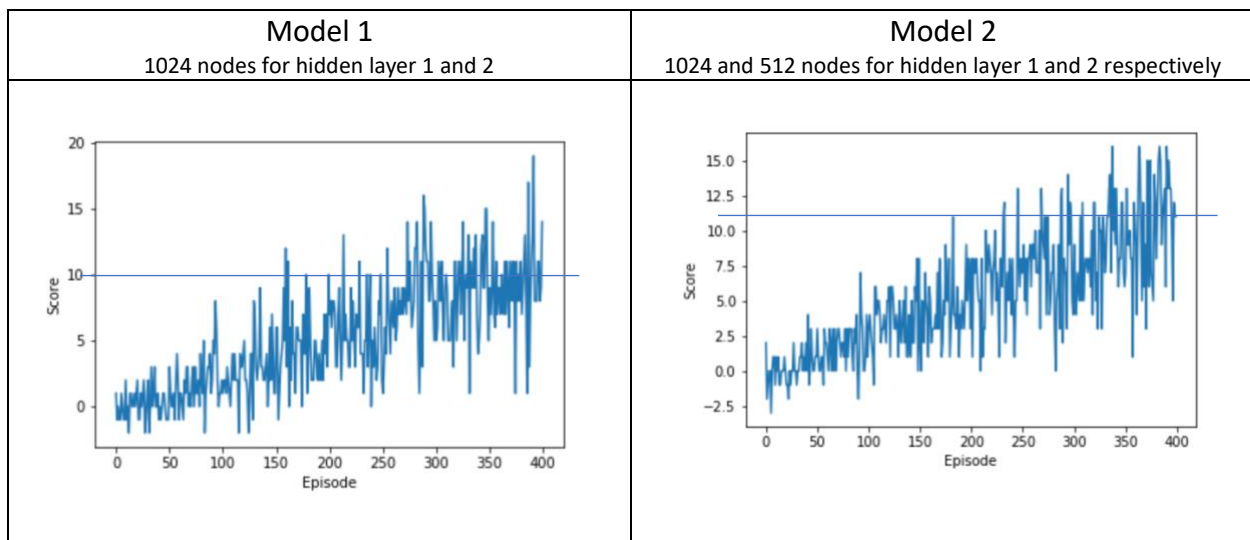 Model 1
1024 nodes for hidden layer 1 and 2
Model 2
1024 and 512 nodes for hidden layer 1 and 2 respectively
20
15
10
5
0
Score
0 50 100 150 200 250 300 350 400
Episode
15.0
12.5
10.0
7.5
5.0
2.5
0.0
−2.5
Score
0 50 100 150 200 250 300 350 400
Episode